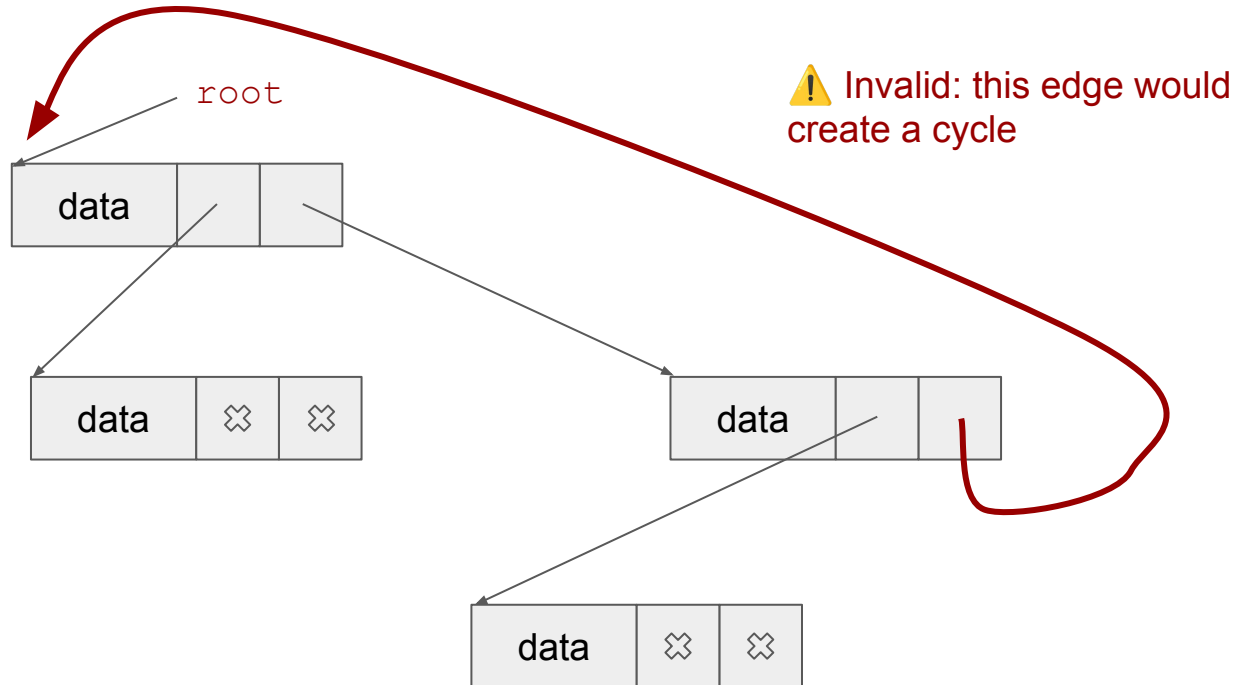 root
⚠️ Invalid: this edge would
create a cycle
data
data
data
data